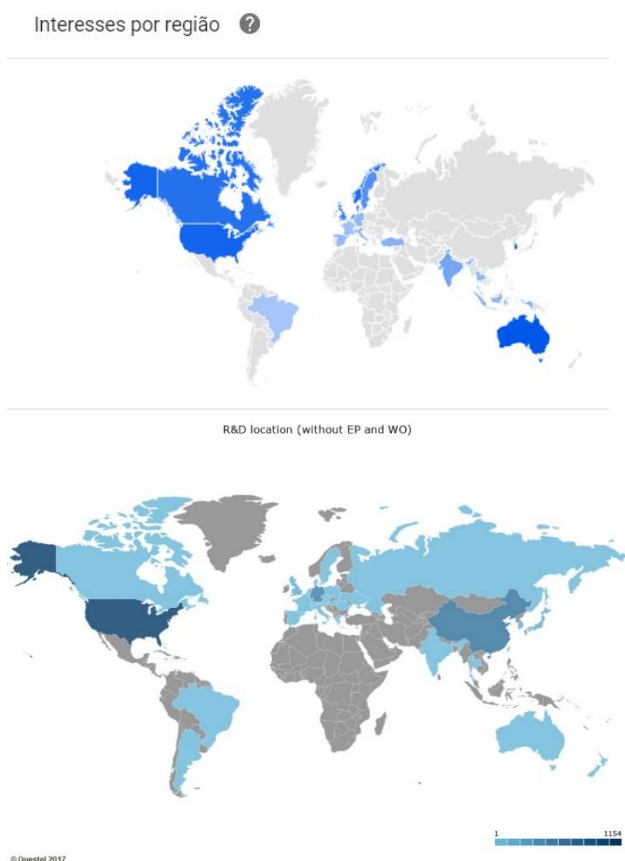 Interesses por região ?
R&D location (without EP and WO)
1 1154
© Questel 2017